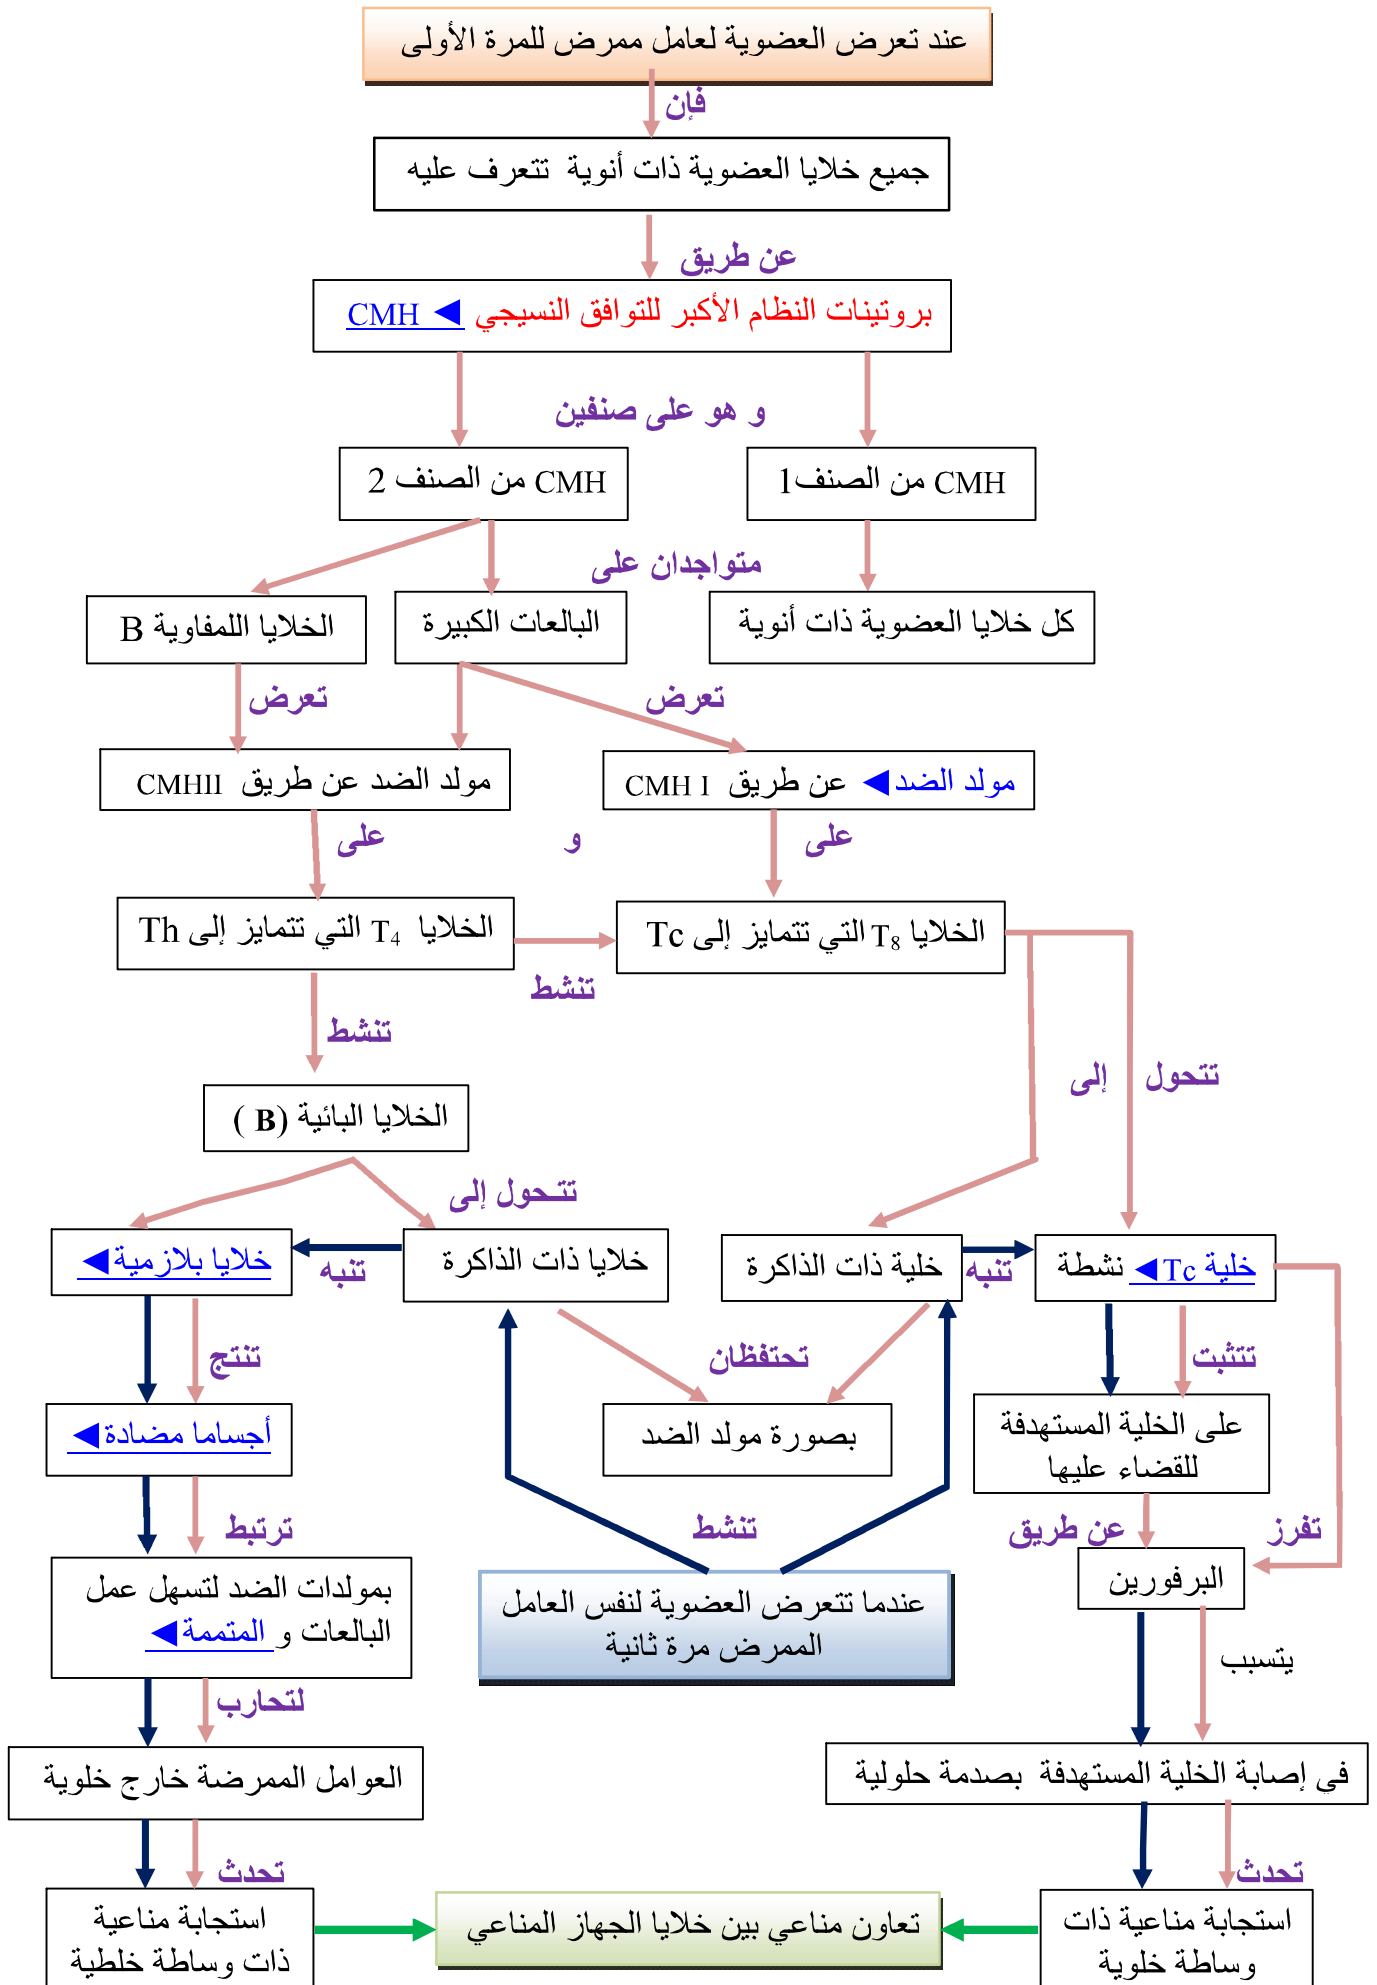 عند تعرض العضوية لعامل ممرض للمرة الأولى
فإن
جميع خلايا العضوية ذات أنوية تتعرف عليه
عن طريق
بروتينات النظام الأكبر للتوافق النسيجي ◄ CMH
و هو على صنفين
CMH من الصنف1
CMH من الصنف 2
متواجدان على
كل خلايا العضوية ذات أنوية
البالعات الكبيرة
الخلايا اللمفاوية B
تعرض
تعرض
مولد الضد◄ عن طريق CMH I
مولد الضد عن طريق CMHII
على
و
على
الخلايا T8 التي تتمايز إلى Tc
الخلايا T4 التي تتمايز إلى Th
تنشط
تنشط
تتحول إلى
الخلايا البائية (B )
تتحول إلى
خلية Tc◄ نشطة
تنبه
خلية ذات الذاكرة
خلايا ذات الذاكرة
تنبه
خلايا بلازمية◄
تتثبت
تحتفظان
تنتج
على الخلية المستهدفة
للقضاء عليها
بصورة مولد الضد
أجساما مضادة◄
تفرز
عن طريق
تنشط
ترتبط
البرفورين
عندما تتعرض العضوية لنفس العامل
الممرض مرة ثانية
بمولدات الضد لتسهل عمل
البالعات و المتممة◄
يتسبب
لتحارب
في إصابة الخلية المستهدفة بصدمة حلولية
العوامل الممرضة خارج خلوية
تحدث
تحدث
استجابة مناعية ذات
وساطة خلوية
تعاون مناعي بين خلايا الجهاز المناعي
استجابة مناعية
ذات وساطة خلطية